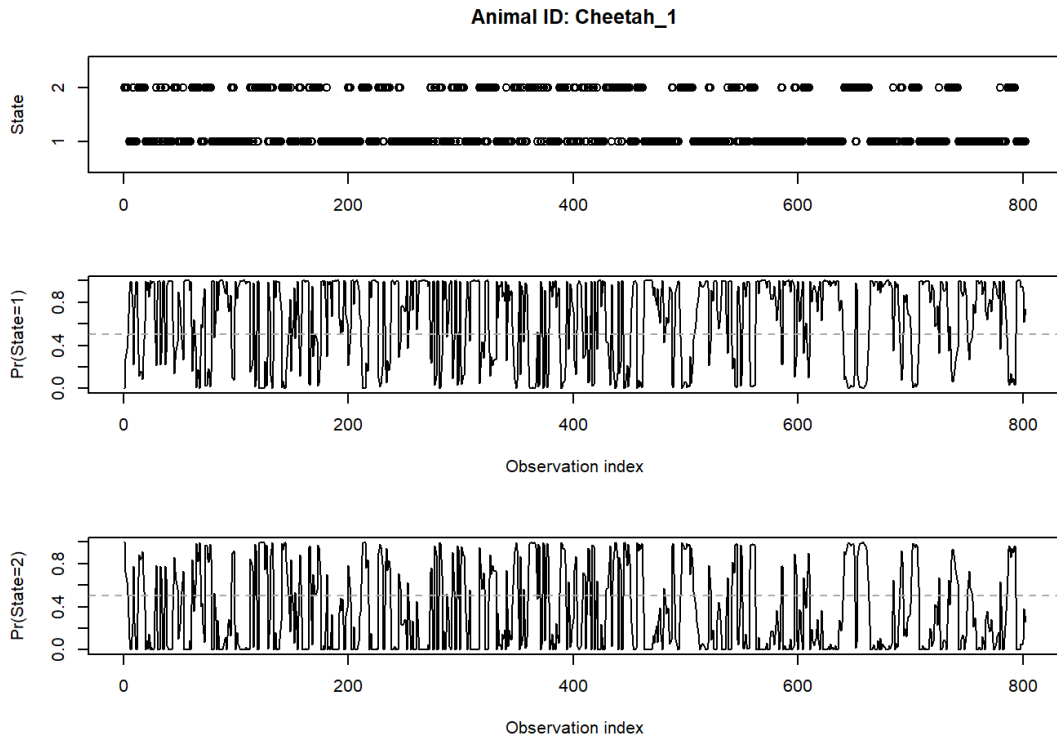 Animal ID: Cheetah_1
State
2
1
0 200 400 600 800
Pr(State=1)
0.8
0.4
0.0
0 200 400 600 800
Observation index
Pr(State=2)
0.8
0.4
0.0
0 200 400 600 800
Observation index